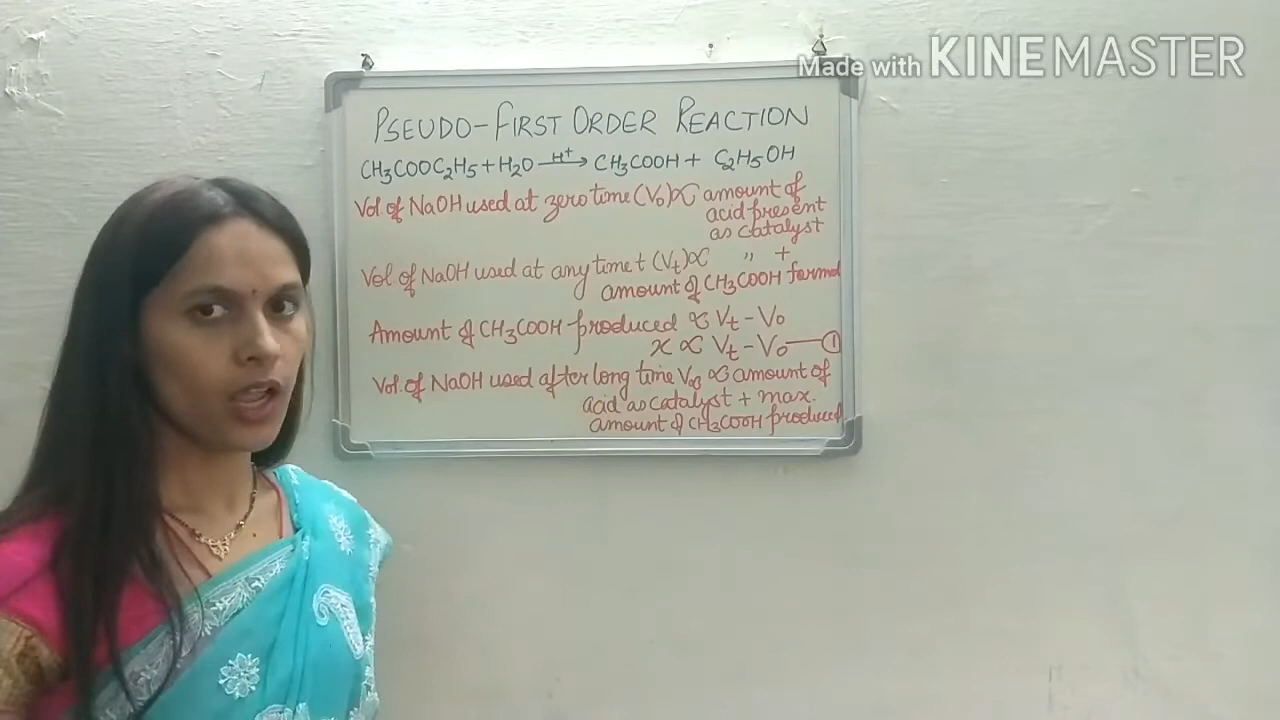 Made with KINEMASTER
PSEUDO-FIRST ORDER REACTION
CH₃COOC₂H₅ + H₂O —H⁺→ CH₃COOH + C₂H₅OH
Vol. of NaOH used at zero time (V₀) ∝ amount of
acid present
as catalyst
Vol of NaOH used at any time t (Vₜ) ∝ " +
amount of CH₃COOH formed
Amount of CH₃COOH produced ∝ Vₜ - V₀
x ∝ Vₜ - V₀ —①
Vol. of NaOH used after long time V∞ ∝ amount of
acid as catalyst + max.
amount of CH₃COOH produced